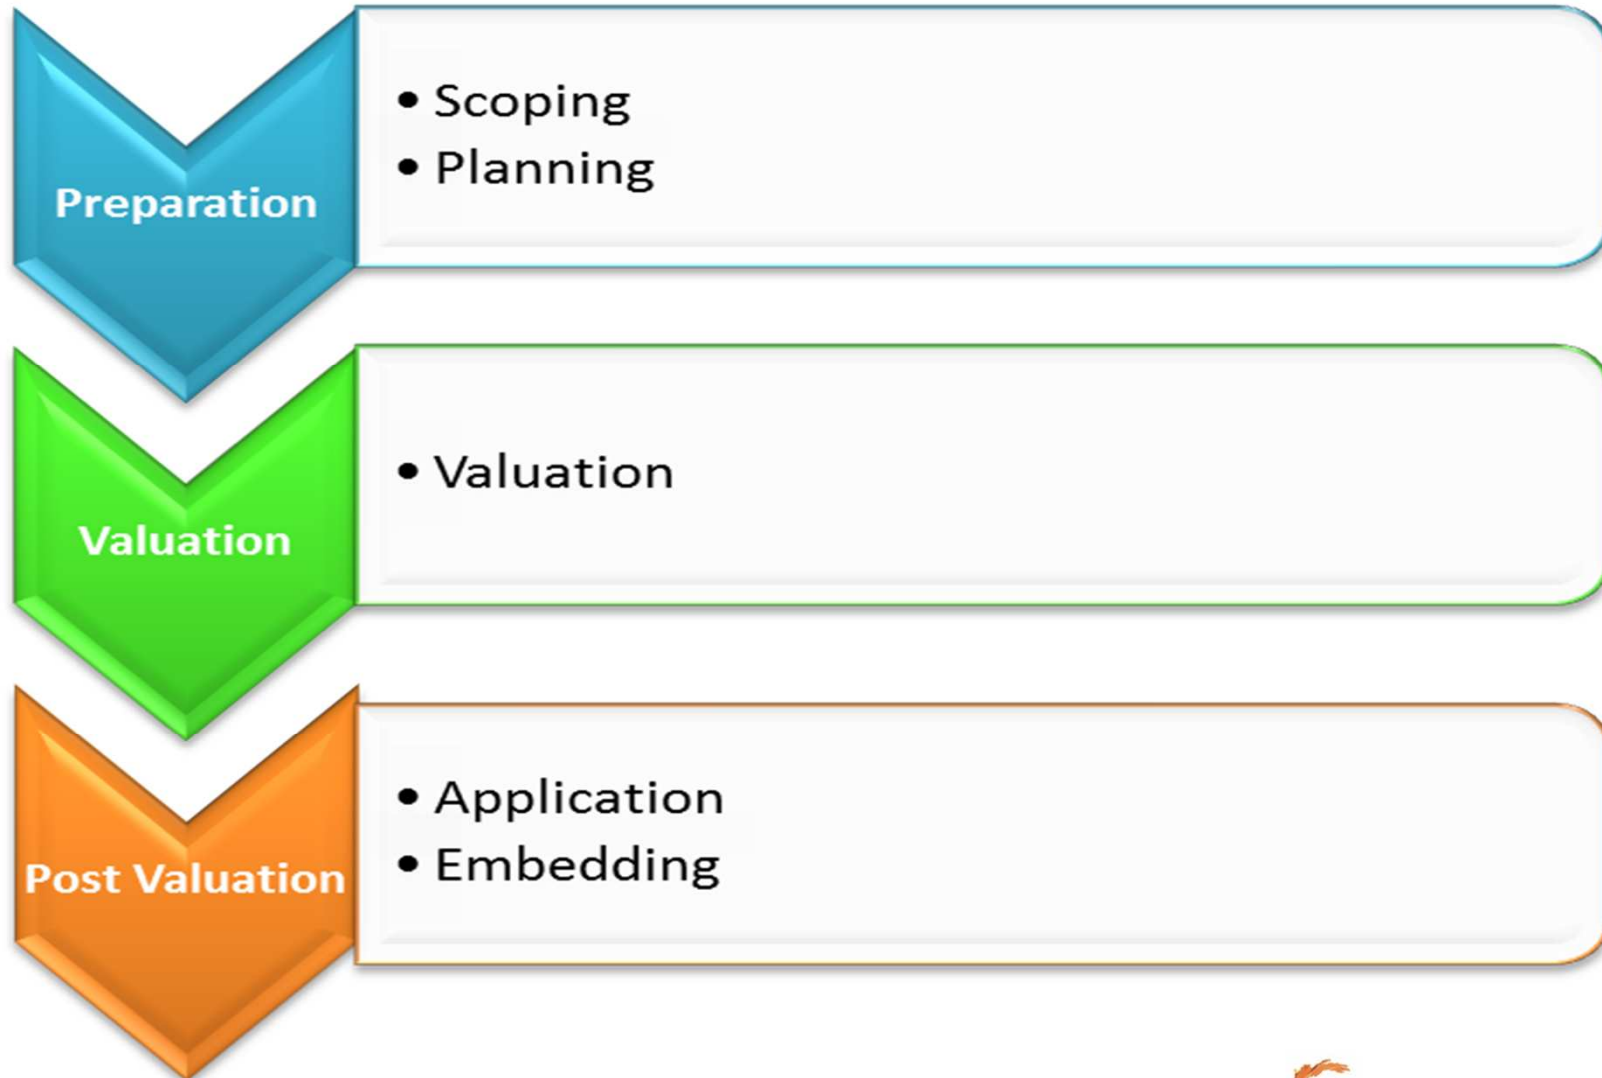 Preparation
• Scoping
• Planning
Valuation
• Valuation
Post Valuation
• Application
• Embedding